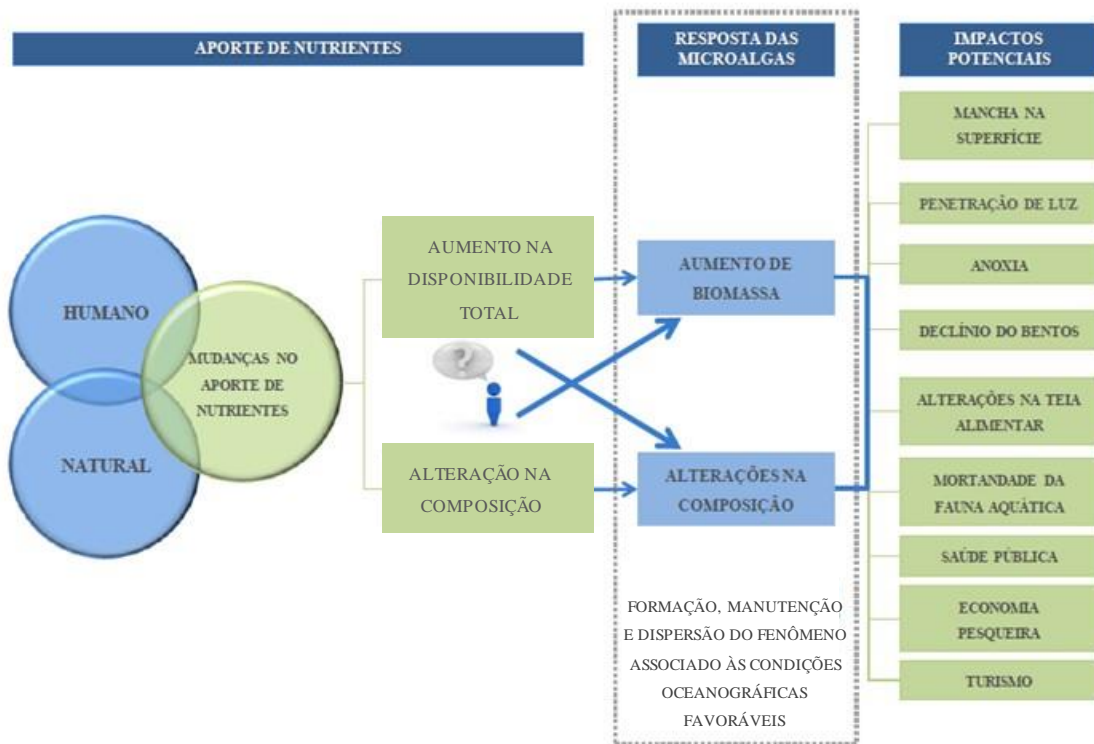 APORTE DE NUTRIENTES
HUMANO
NATURAL
MUDANÇAS NO
APORTE DE
NUTRIENTES
AUMENTO NA
DISPONIBILIDADE
TOTAL
?
ALTERAÇÃO NA
COMPOSIÇÃO
RESPOSTA DAS
MICROALGAS
AUMENTO DE
BIOMASSA
ALTERAÇÕES NA
COMPOSIÇÃO
FORMAÇÃO, MANUTENÇÃO
E DISPERSÃO DO FENÔMENO
ASSOCIADO ÀS CONDIÇÕES
OCEANOGRÁFICAS
FAVORÁVEIS
IMPACTOS
POTENCIAIS
MANCHA NA
SUPERFÍCIE
PENETRAÇÃO DE LUZ
ANOXIA
DECLÍNIO DO BENTOS
ALTERAÇÕES NA TEIA
ALIMENTAR
MORTANDADE DA
FAUNA AQUÁTICA
SAÚDE PÚBLICA
ECONOMIA
PESQUEIRA
TURISMO